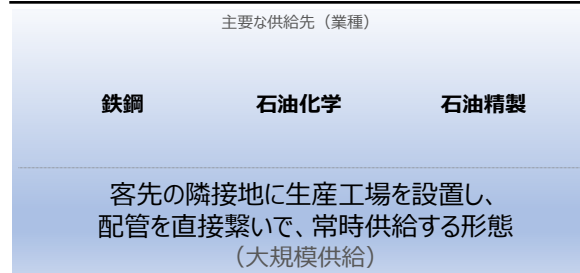 主要な供給先（業種）
鉄鋼 石油化学 石油精製
客先の隣接地に生産工場を設置し、
配管を直接繋いで、常時供給する形態
（大規模供給）